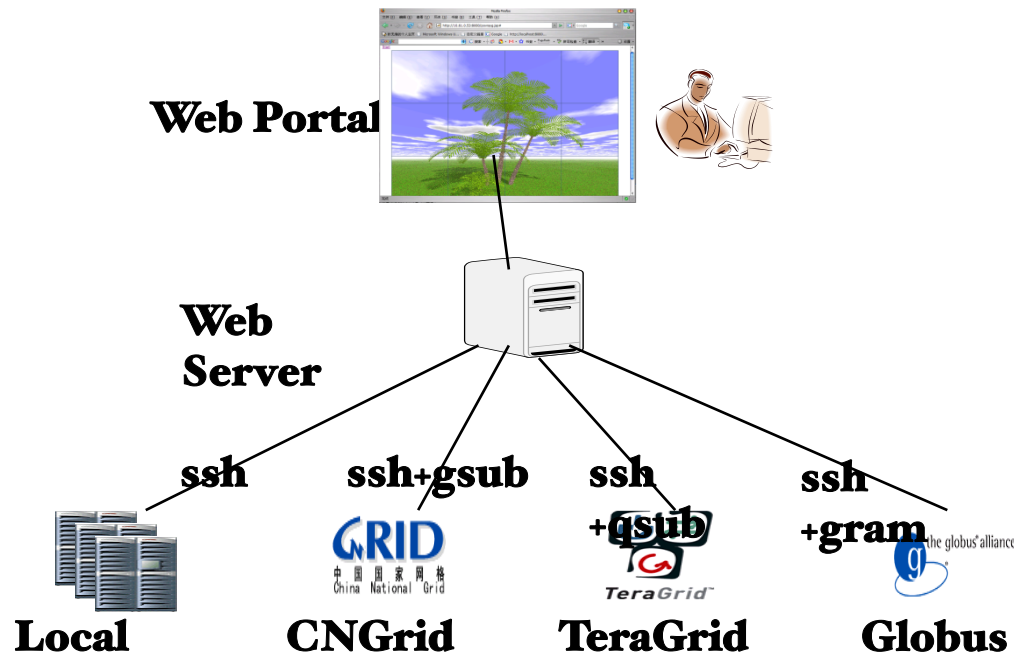 Web Portal
Web
Server
ssh
ssh+gsub
ssh
+qsub
ssh
+gram
GRID
中国国家网格
China National Grid
TeraGrid™
the globus alliance
g
Local
CNGrid
TeraGrid
Globus